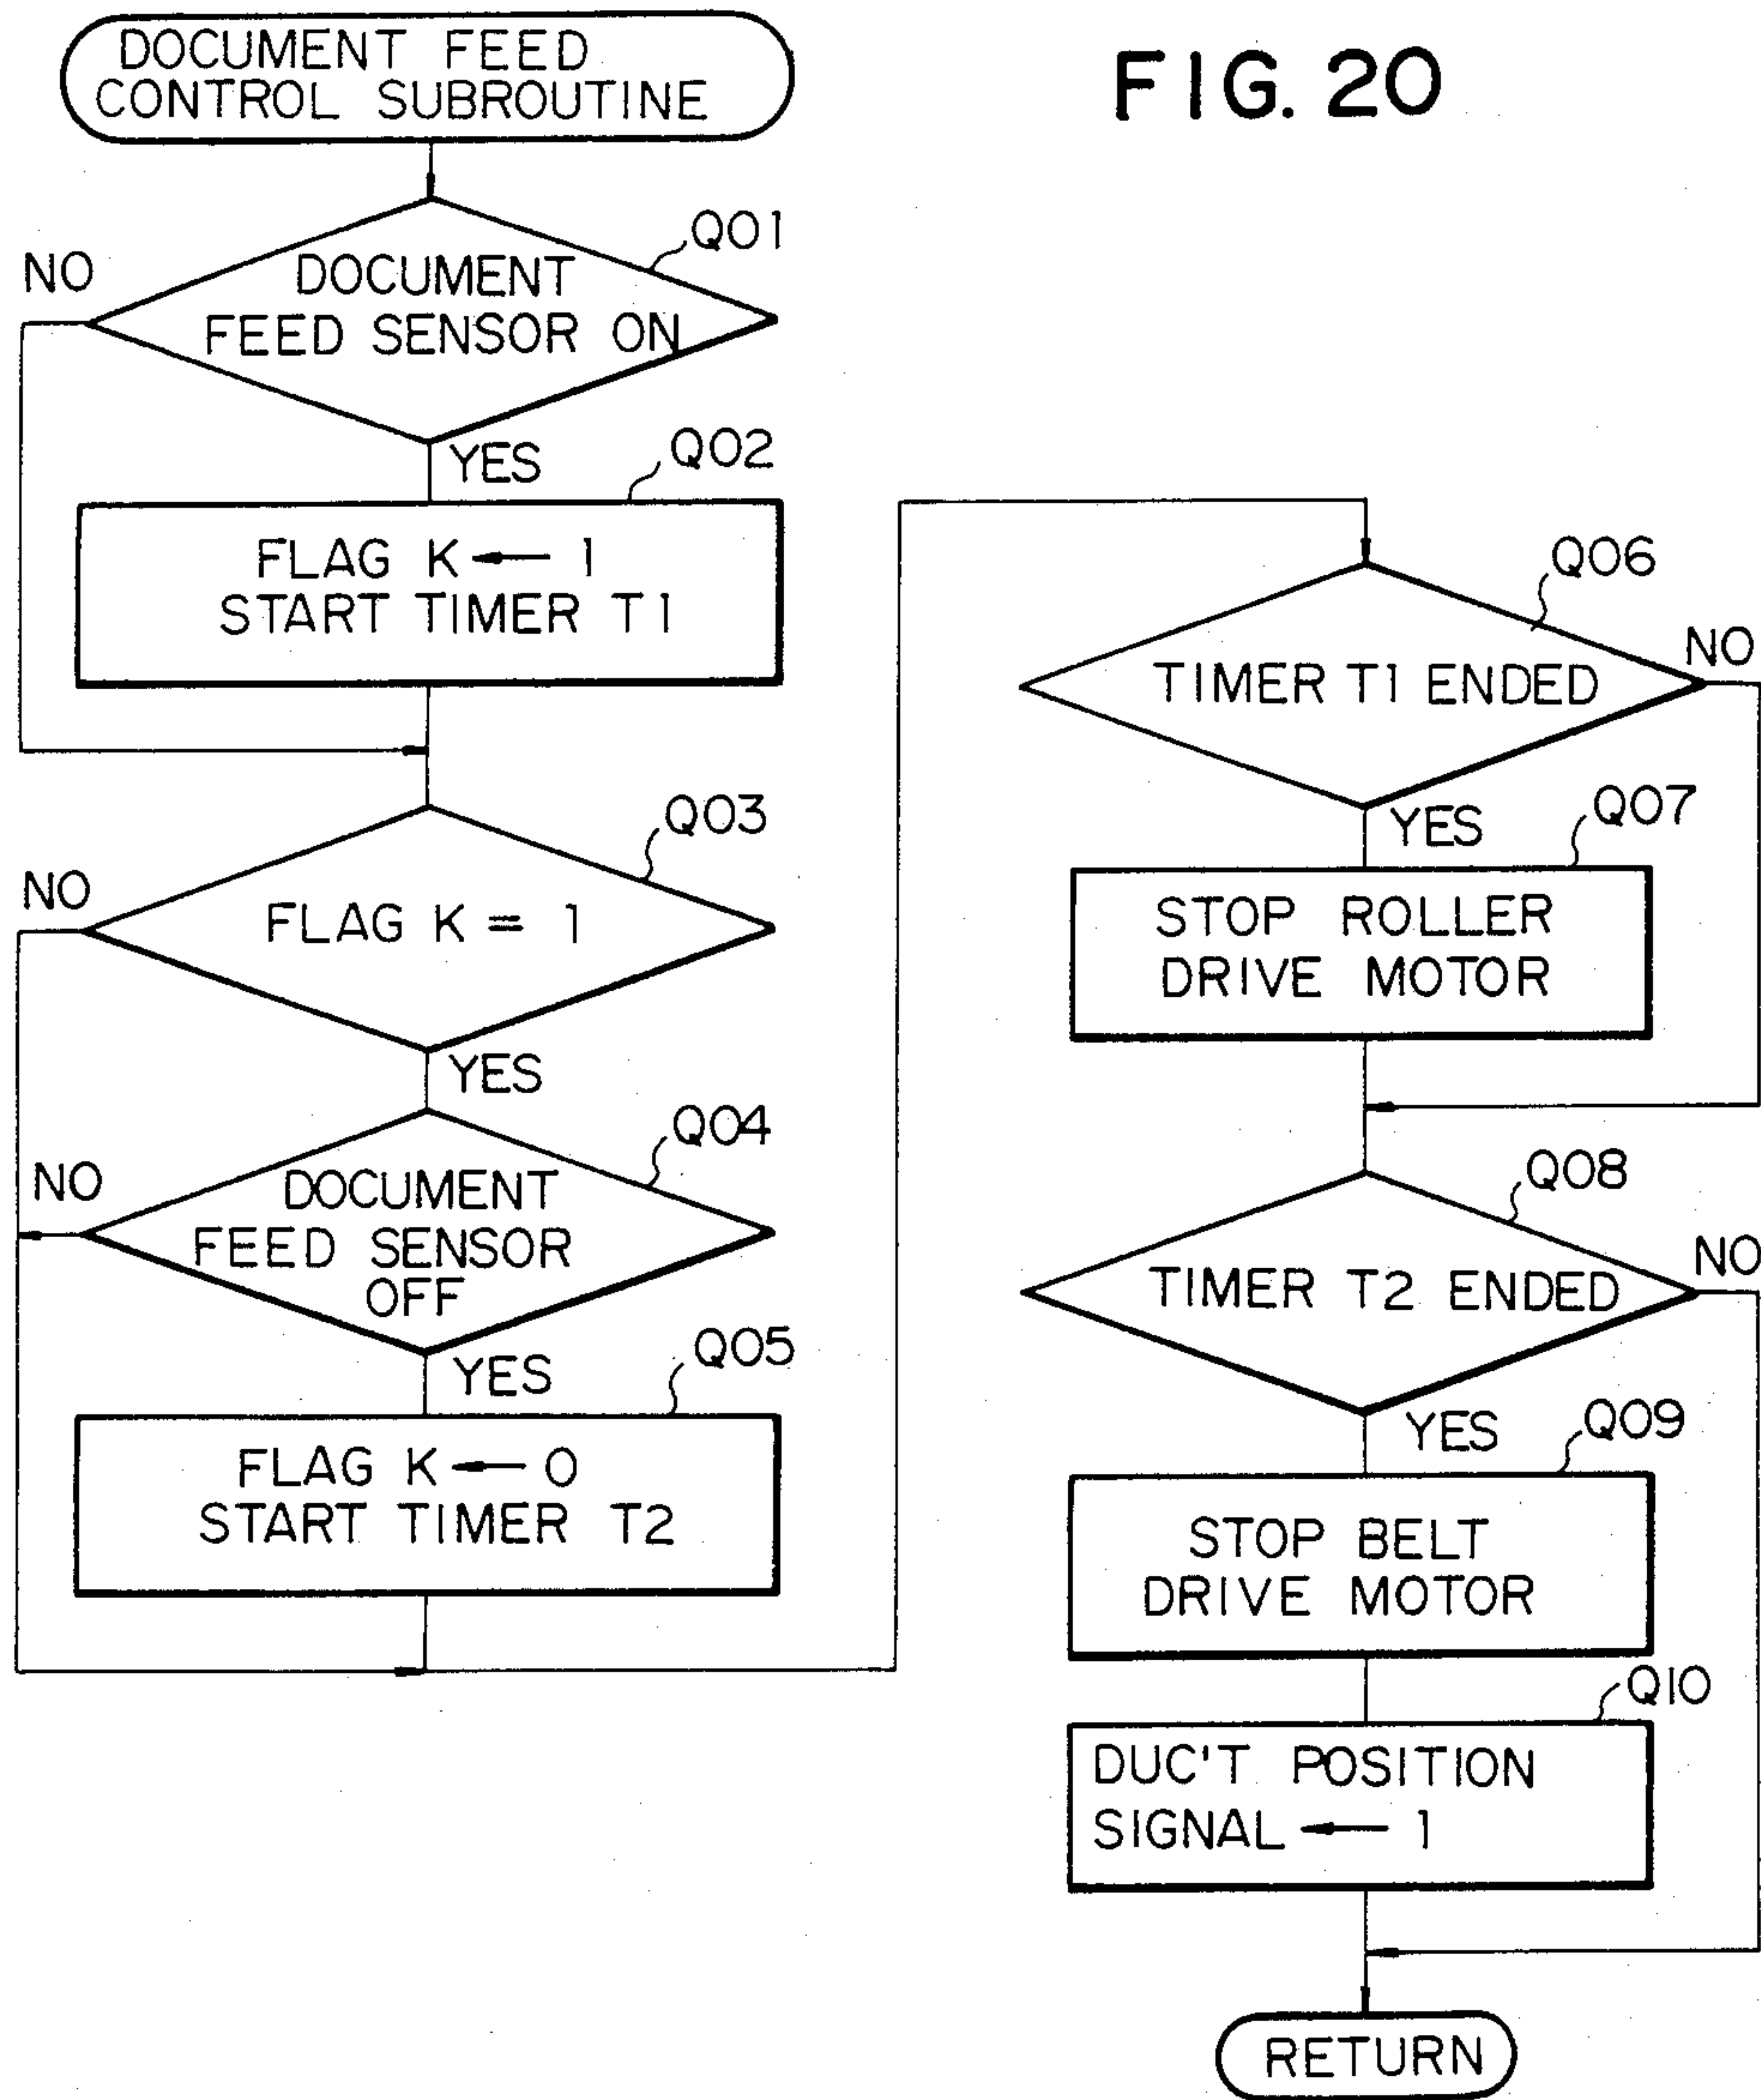 FIG. 20
DOCUMENT FEED
CONTROL SUBROUTINE
Q01
NO
DOCUMENT
FEED SENSOR ON
YES
Q02
FLAG K ← 1
START TIMER T1
Q03
NO
FLAG K = 1
YES
Q04
NO
DOCUMENT
FEED SENSOR
OFF
YES
Q05
FLAG K ← 0
START TIMER T2
Q06
NO
TIMER T1 ENDED
YES
Q07
STOP ROLLER
DRIVE MOTOR
Q08
NO
TIMER T2 ENDED
YES
Q09
STOP BELT
DRIVE MOTOR
Q10
DUC'T POSITION
SIGNAL ← 1
RETURN